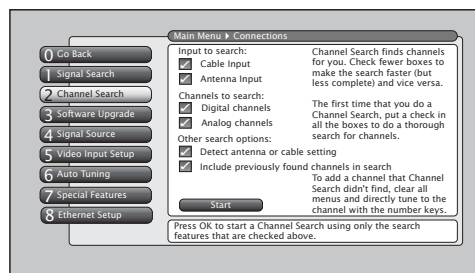 Main Menu ▸ Connections
0 Go Back
1 Signal Search
2 Channel Search
3 Software Upgrade
4 Signal Source
5 Video Input Setup
6 Auto Tuning
7 Special Features
8 Ethernet Setup
Input to search:
Cable Input
Antenna Input
Channels to search:
Digital channels
Analog channels
Other search options:
Detect antenna or cable setting
Include previously found channels in search
Start
Channel Search finds channels
for you. Check fewer boxes to
make the search faster (but
less complete) and vice versa.
The first time that you do a
Channel Search, put a check in
all the boxes to do a thorough
search for channels.
To add a channel that Channel
Search didn't find, clear all
menus and directly tune to the
channel with the number keys.
Press OK to start a Channel Search using only the search
features that are checked above.